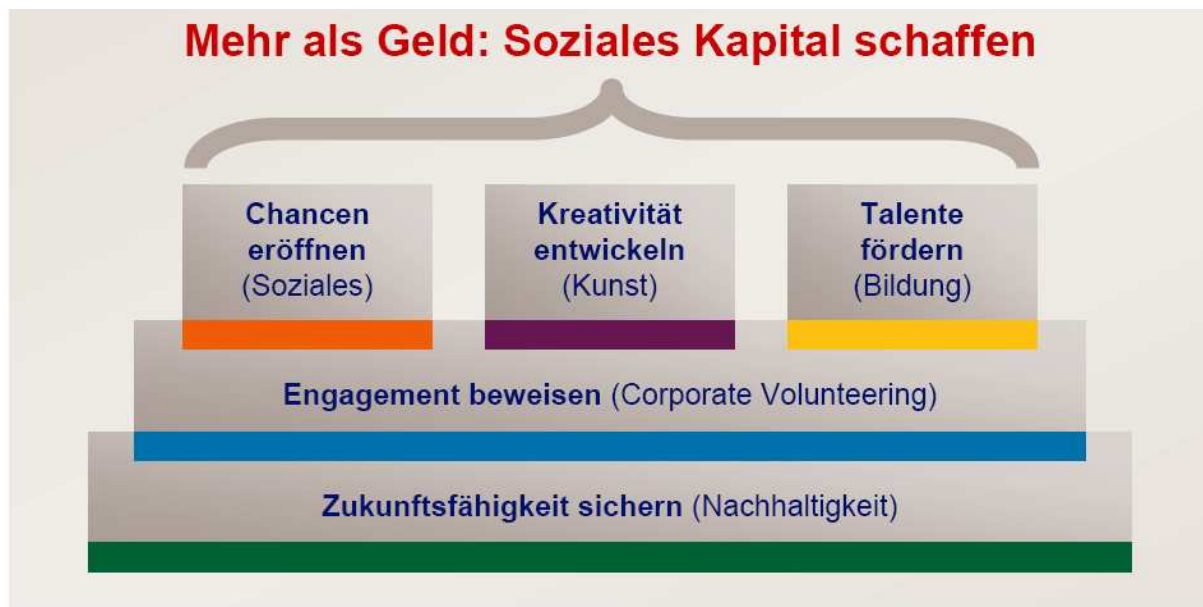 Mehr als Geld: Soziales Kapital schaffen
Chancen
eröffnen
(Soziales)
Kreativität
entwickeln
(Kunst)
Talente
fördern
(Bildung)
Engagement beweisen (Corporate Volunteering)
Zukunftsfähigkeit sichern (Nachhaltigkeit)